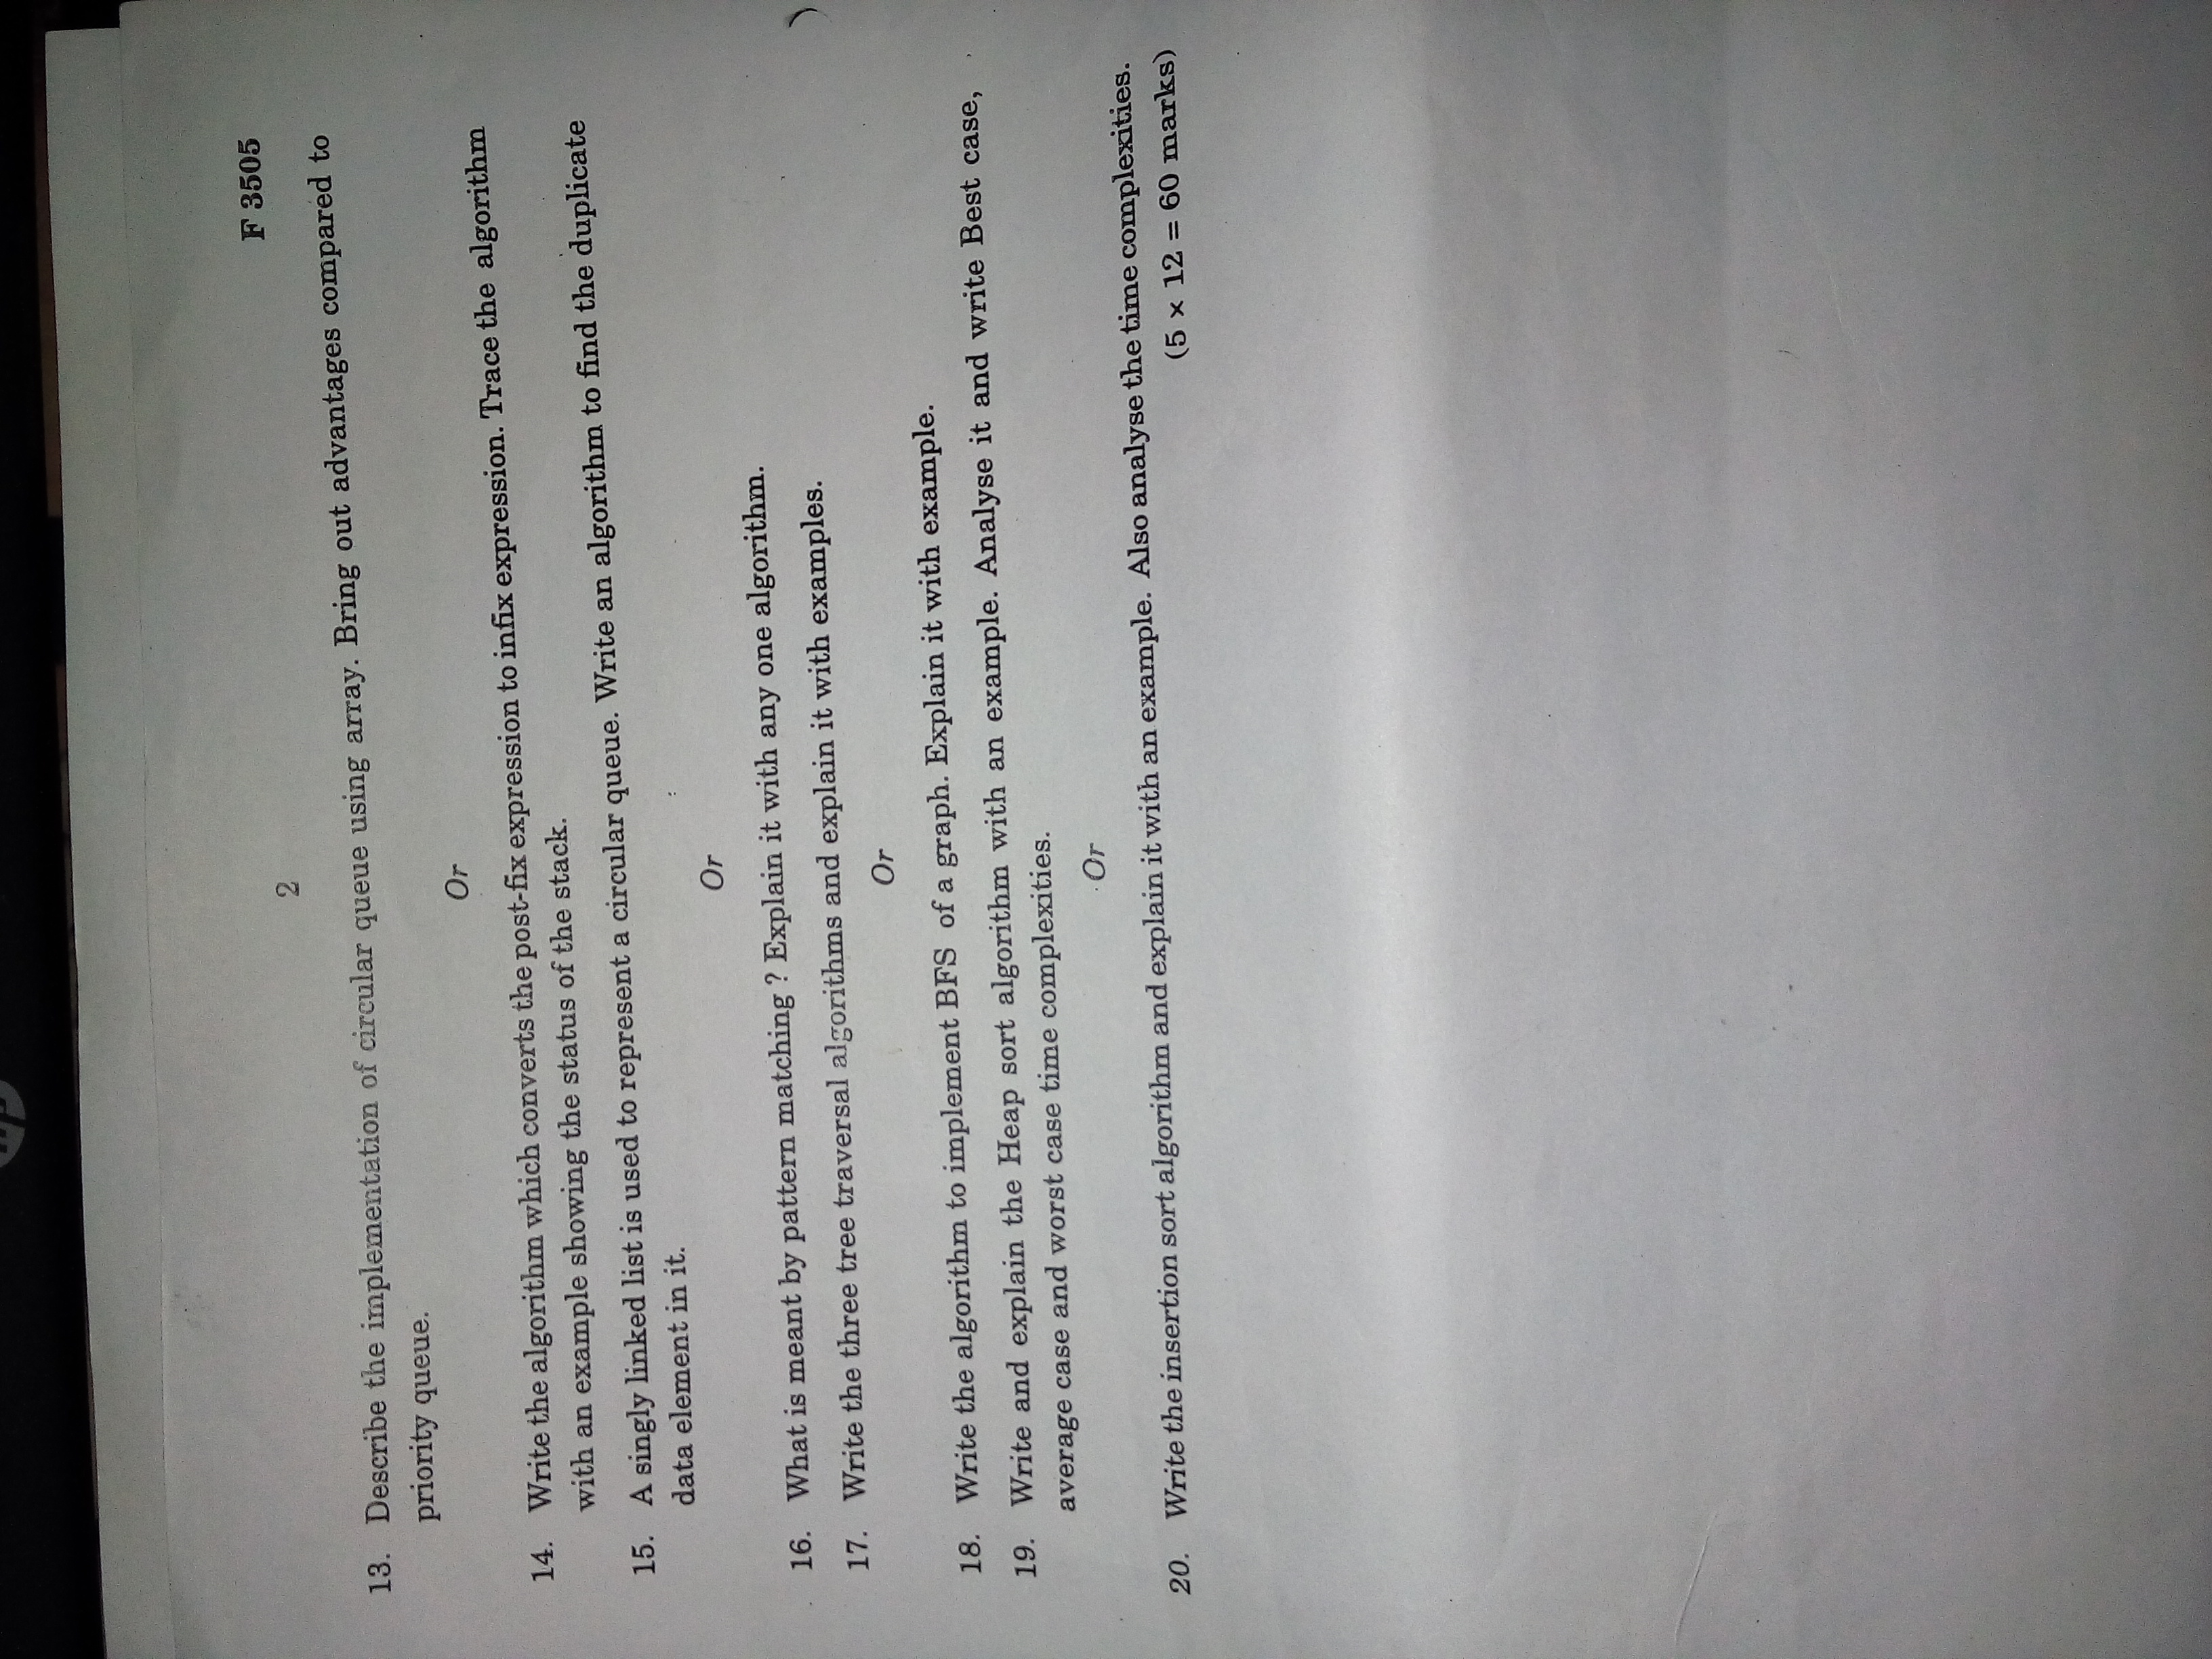 hp
F 3505
2
13. Describe the implementation of circular queue using array. Bring out advantages compared to
priority queue.
Or
14. Write the algorithm which converts the post-fix expression to infix expression. Trace the algorithm
with an example showing the status of the stack.
15. A singly linked list is used to represent a circular queue. Write an algorithm to find the duplicate
data element in it.
Or
16. What is meant by pattern matching ? Explain it with any one algorithm.
17. Write the three tree traversal algorithms and explain it with examples.
Or
18. Write the algorithm to implement BFS of a graph. Explain it with example.
19. Write and explain the Heap sort algorithm with an example. Analyse it and write Best case,
average case and worst case time complexities.
Or
20. Write the insertion sort algorithm and explain it with an example. Also analyse the time complexities.
(5 × 12 = 60 marks)